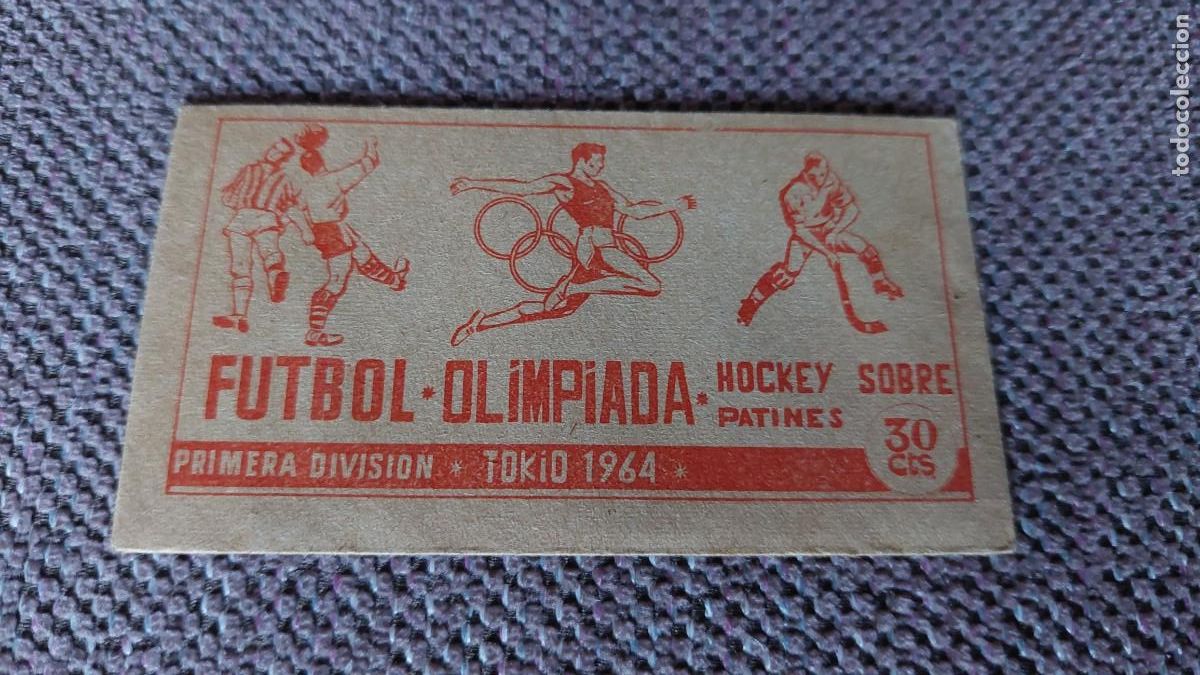 FUTBOL * OLiMPiADA * HOCKEY SOBRE
PATINES
30
cts
PRIMERA DIVISION * TOKiO 1964 *
todocoleccion